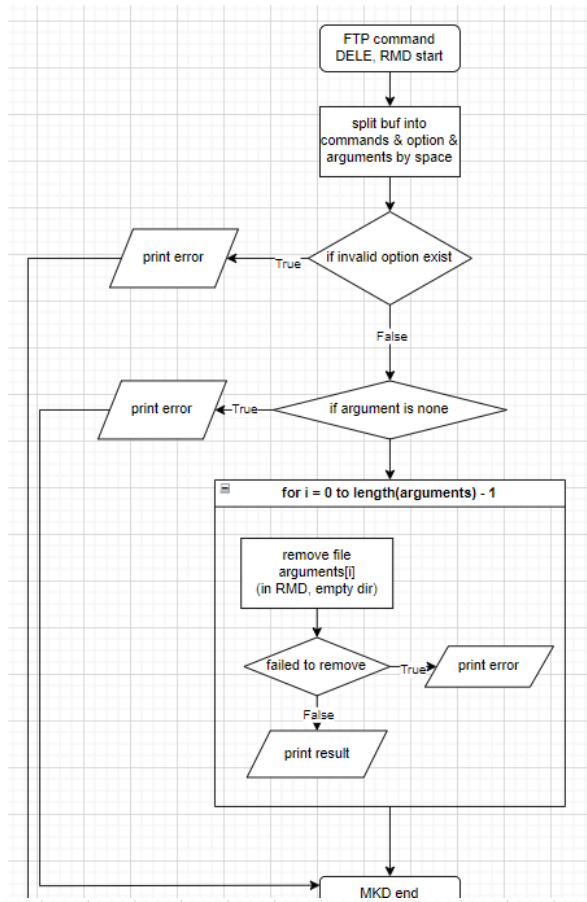 FTP command
DELE, RMD start
split buf into
commands & option &
arguments by space
if invalid option exist
True
print error
False
if argument is none
True
print error
for i = 0 to length(arguments) - 1
remove file
arguments[i]
(in RMD, empty dir)
failed to remove
True
print error
False
print result
MKD end